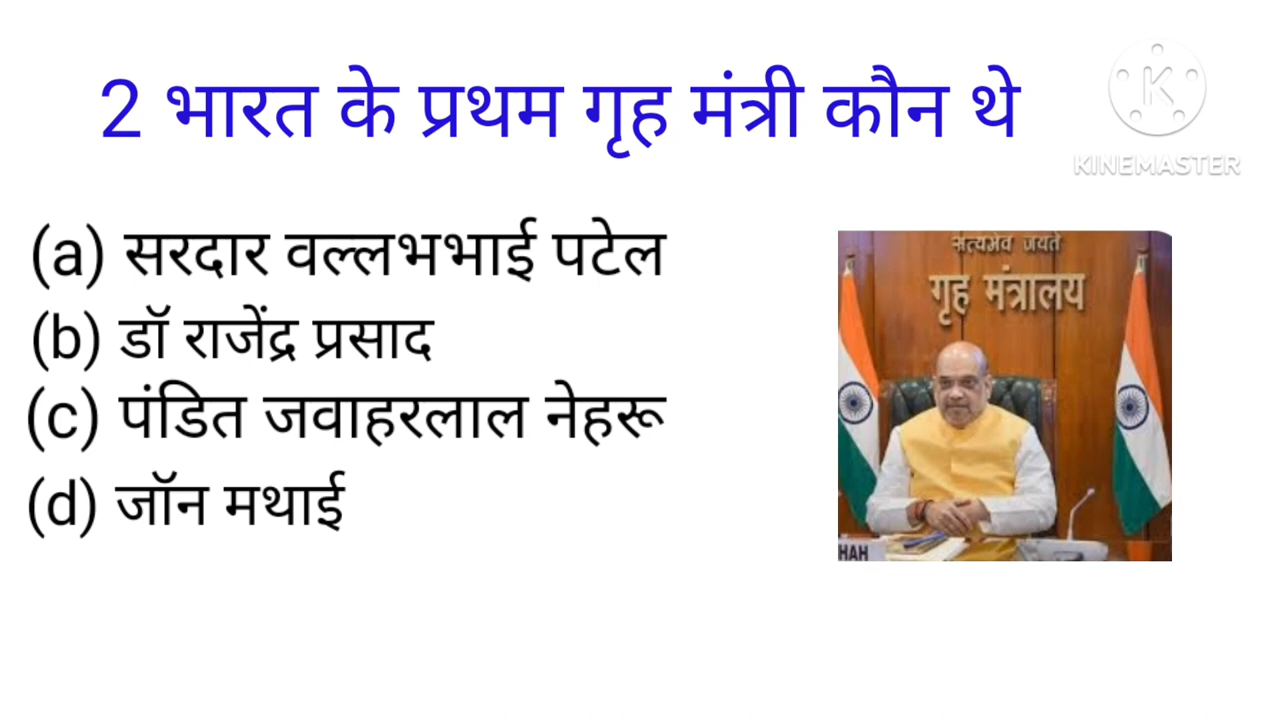 2 भारत के प्रथम गृह मंत्री कौन थे
KINEMASTER
(a) सरदार वल्लभभाई पटेल
(b) डॉ राजेंद्र प्रसाद
(c) पंडित जवाहरलाल नेहरू
(d) जॉन मथाई
सत्यमेव जयते
गृह मंत्रालय
HAH